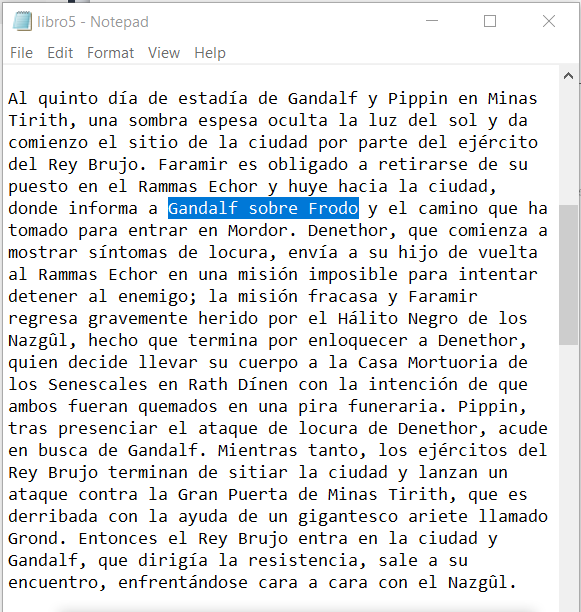 libro5 - Notepad
File Edit Format View Help
Al quinto día de estadía de Gandalf y Pippin en Minas
Tirith, una sombra espesa oculta la luz del sol y da
comienzo el sitio de la ciudad por parte del ejército
del Rey Brujo. Faramir es obligado a retirarse de su
puesto en el Rammas Echor y huye hacia la ciudad,
donde informa a Gandalf sobre Frodo y el camino que ha
tomado para entrar en Mordor. Denethor, que comienza a
mostrar síntomas de locura, envía a su hijo de vuelta
al Rammas Echor en una misión imposible para intentar
detener al enemigo; la misión fracasa y Faramir
regresa gravemente herido por el Hálito Negro de los
Nazgûl, hecho que termina por enloquecer a Denethor,
quien decide llevar su cuerpo a la Casa Mortuoria de
los Senescales en Rath Dínen con la intención de que
ambos fueran quemados en una pira funeraria. Pippin,
tras presenciar el ataque de locura de Denethor, acude
en busca de Gandalf. Mientras tanto, los ejércitos del
Rey Brujo terminan de sitiar la ciudad y lanzan un
ataque contra la Gran Puerta de Minas Tirith, que es
derribada con la ayuda de un gigantesco ariete llamado
Grond. Entonces el Rey Brujo entra en la ciudad y
Gandalf, que dirigía la resistencia, sale a su
encuentro, enfrentándose cara a cara con el Nazgûl.